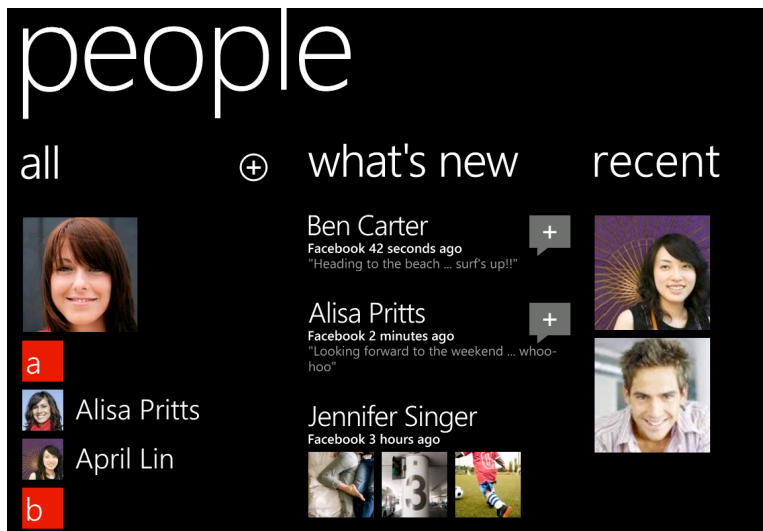 people
all
a
Alisa Pritts
April Lin
b
what's new
Ben Carter
Facebook 42 seconds ago
"Heading to the beach ... surf's up!!"
Alisa Pritts
Facebook 2 minutes ago
"Looking forward to the weekend ... whoo-
hoo"
Jennifer Singer
Facebook 3 hours ago
3
recent